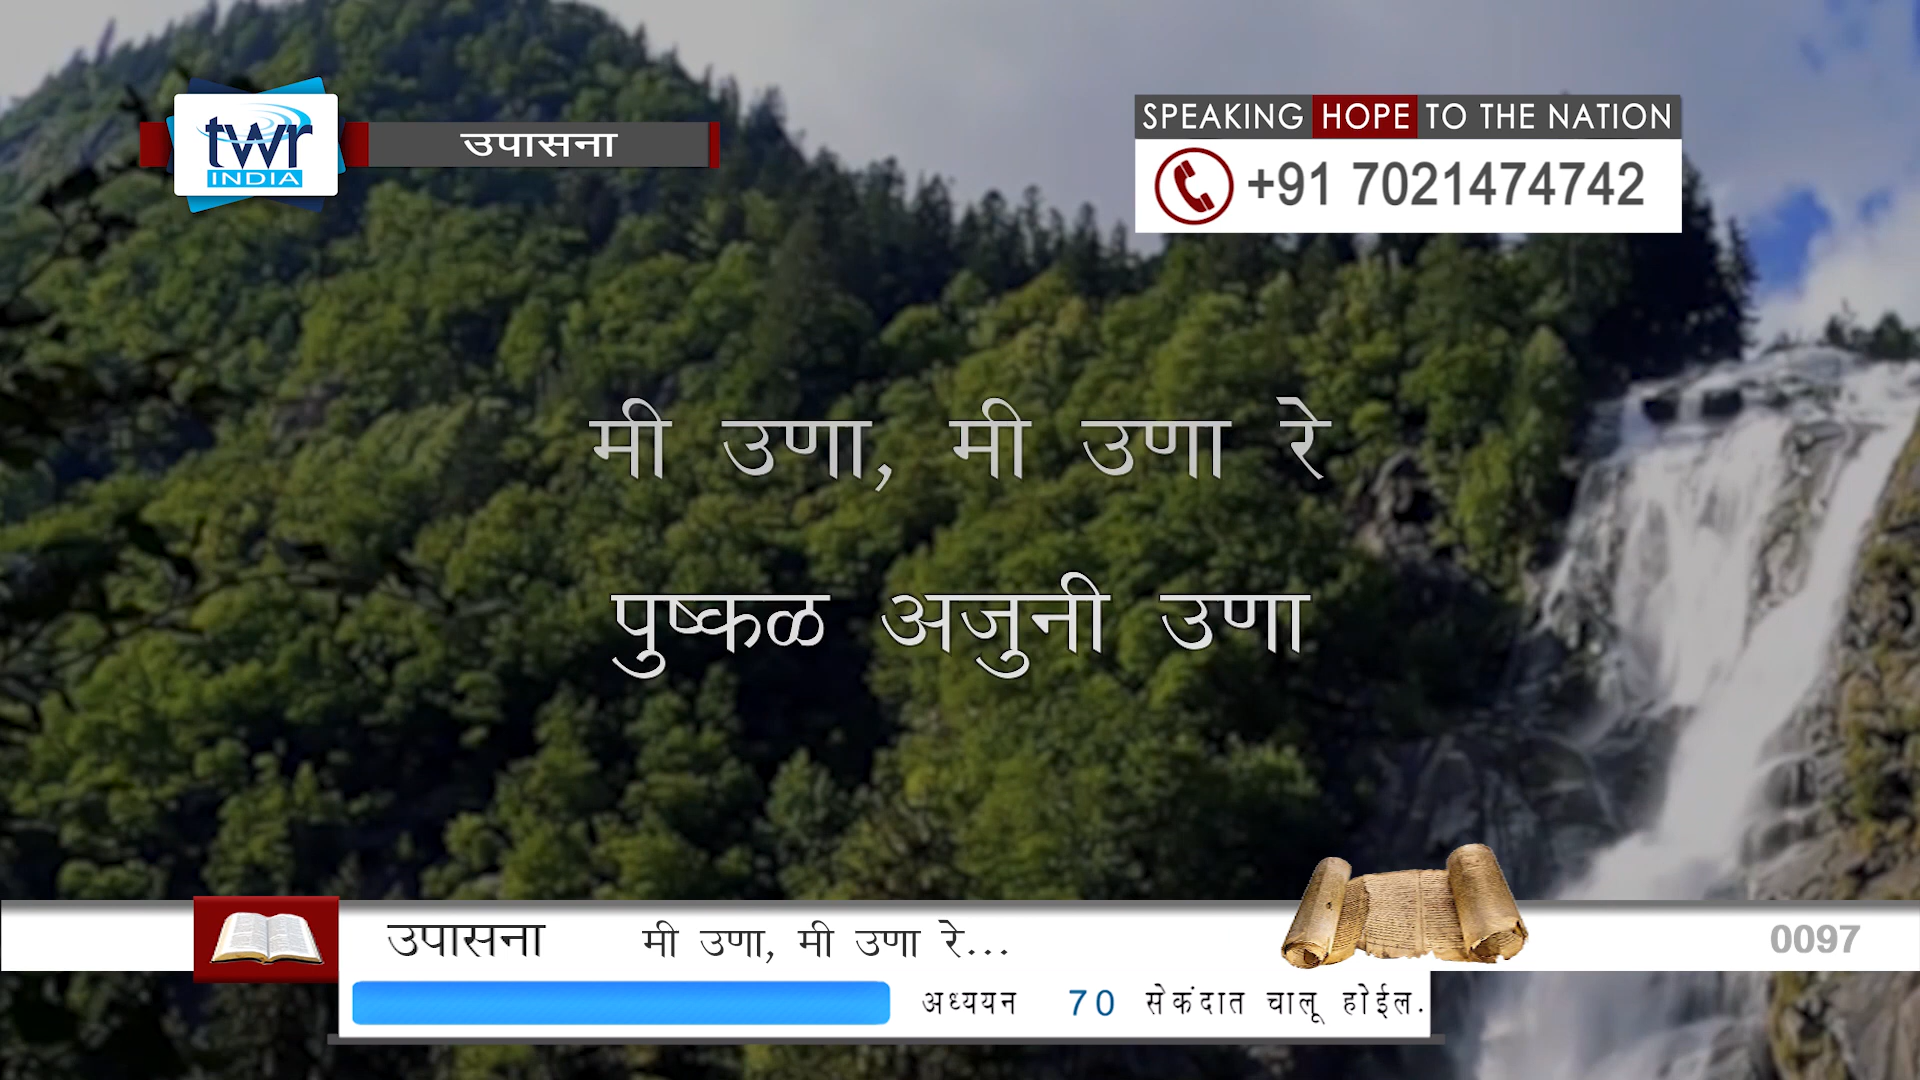 twr
INDIA
उपासना
SPEAKING HOPE TO THE NATION
+91 7021474742
मी उणा, मी उणा रे
पुष्कळ अजुनी उणा
उपासना मी उणा, मी उणा रे...
0097
अध्ययन 70 सेकंदात चालू होईल.